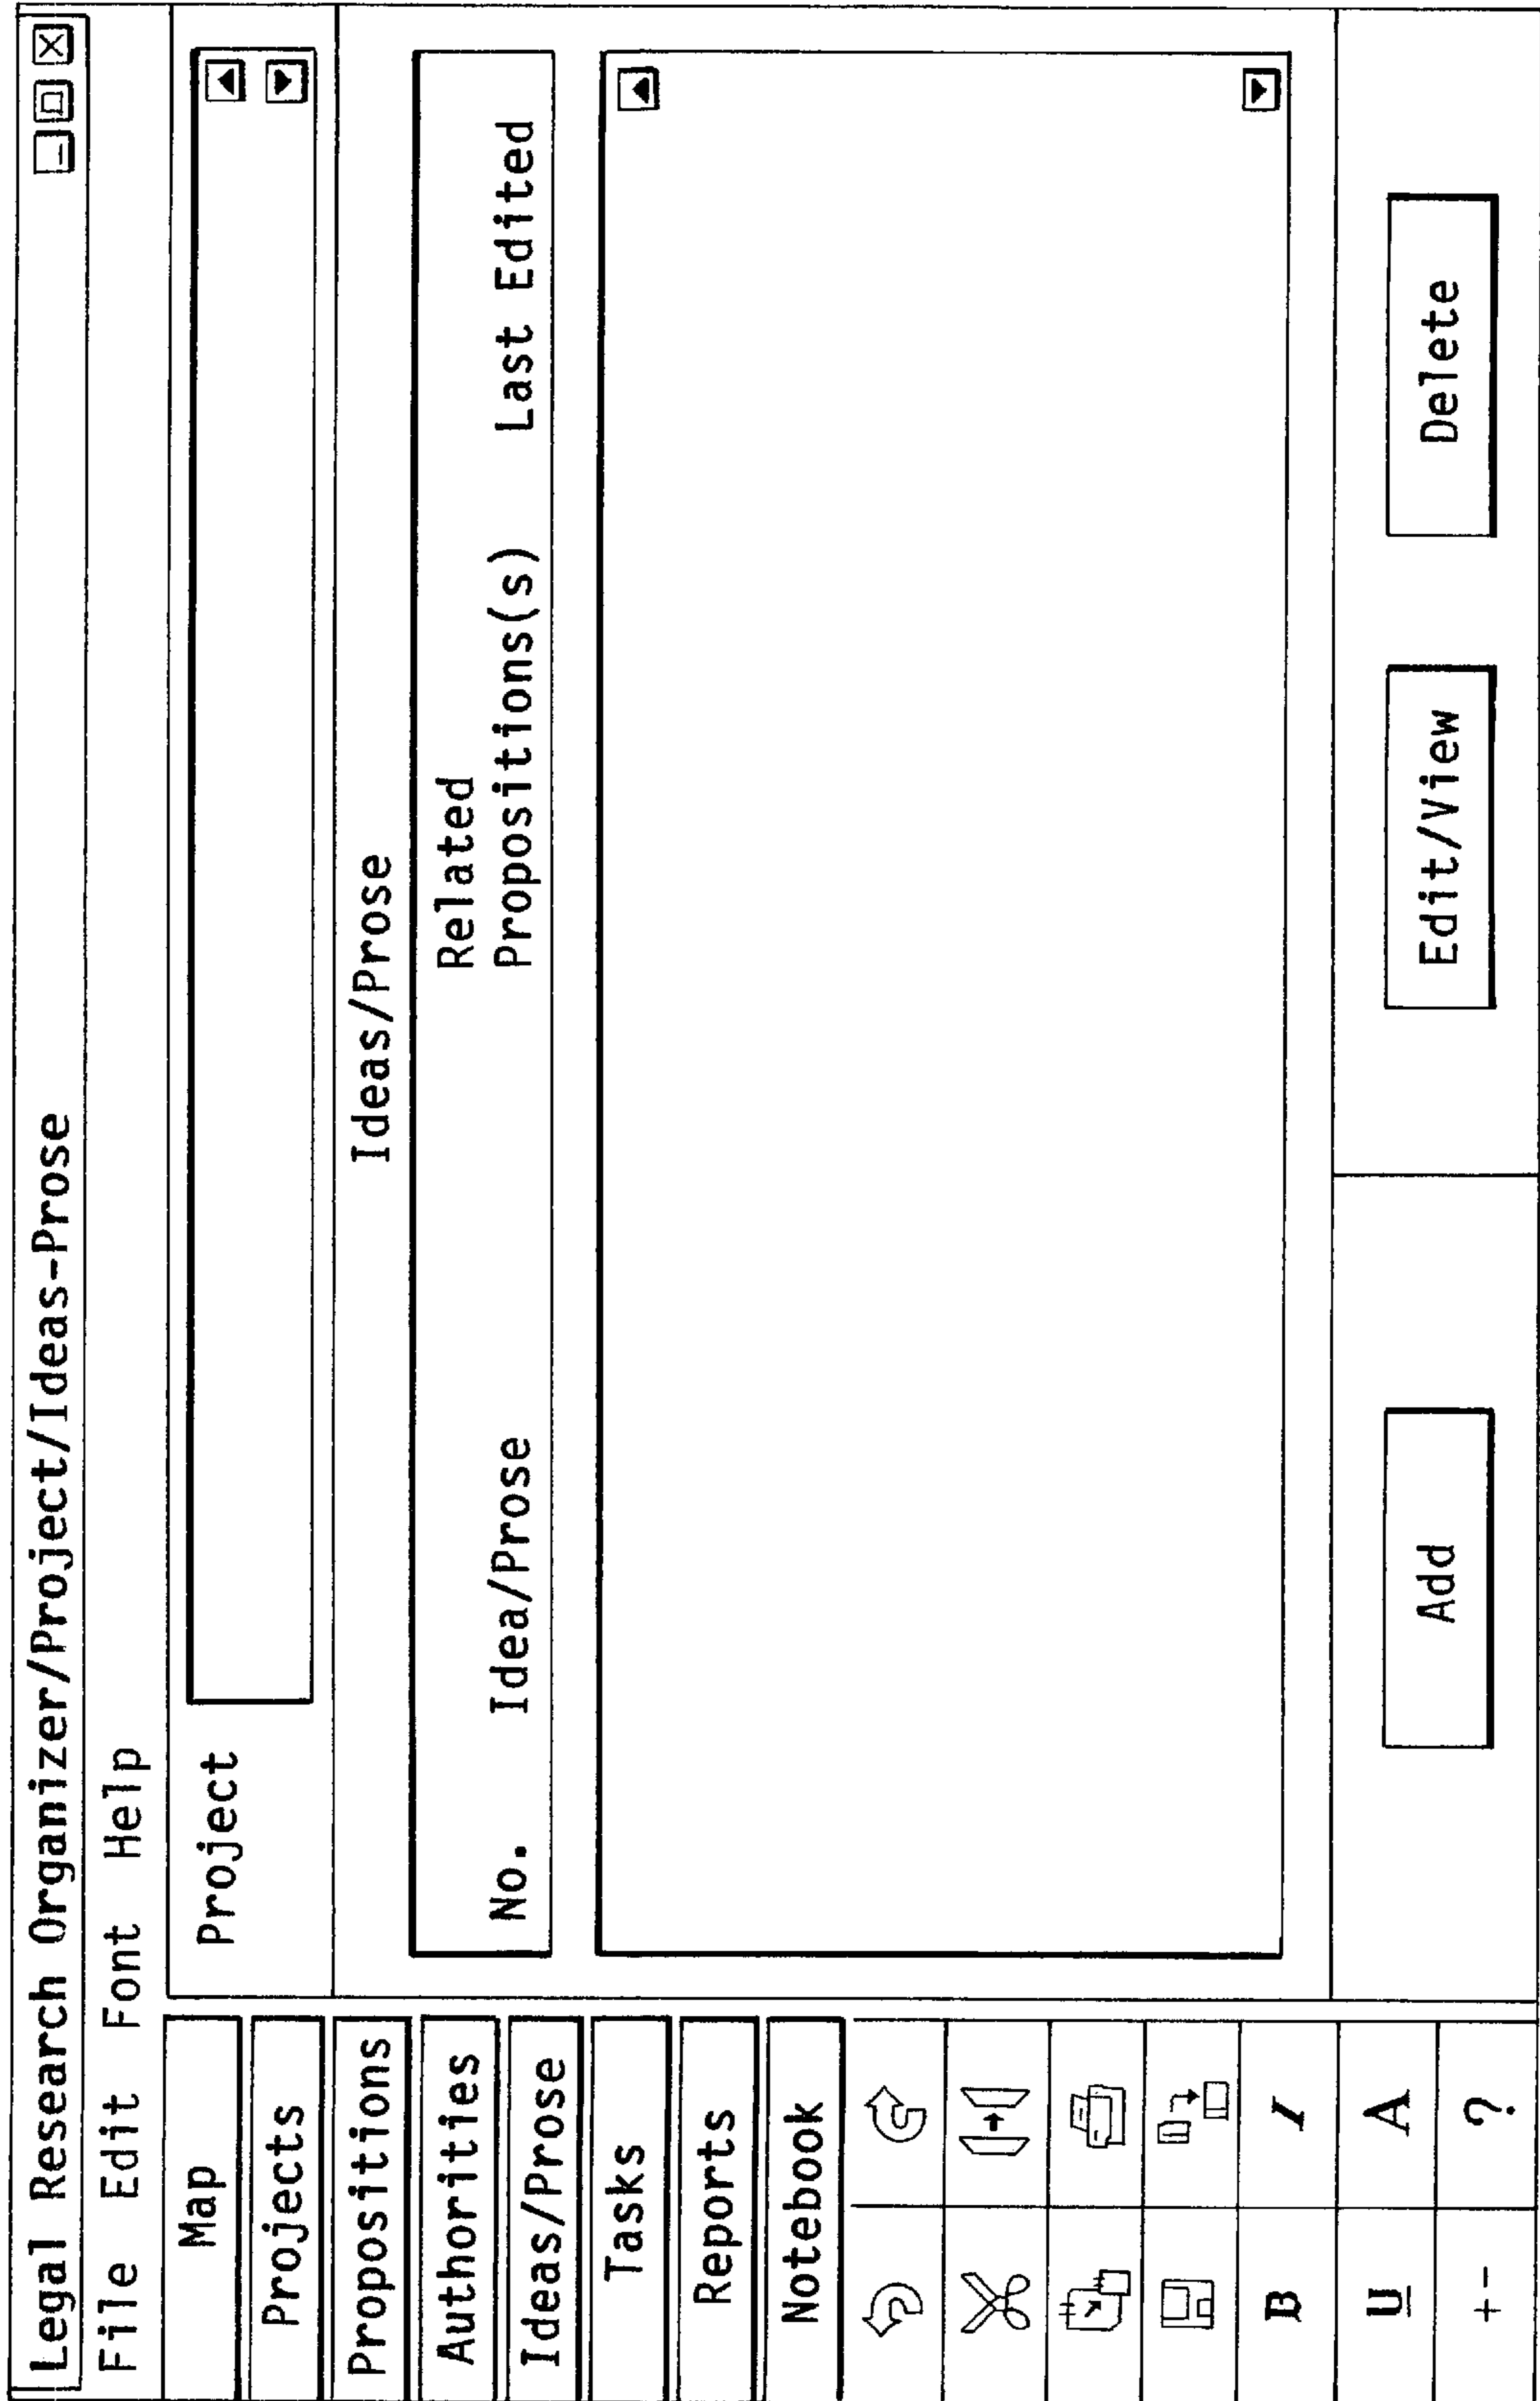 Legal Research Organizer/Project/Ideas-Prose
File Edit Font Help
Map
Projects
Propositions
Authorities
Ideas/Prose
Tasks
Reports
Notebook
B I
U A
+- ?
Project
Ideas/Prose
Related
No. Idea/Prose Propositions(s) Last Edited
Add Edit/View Delete